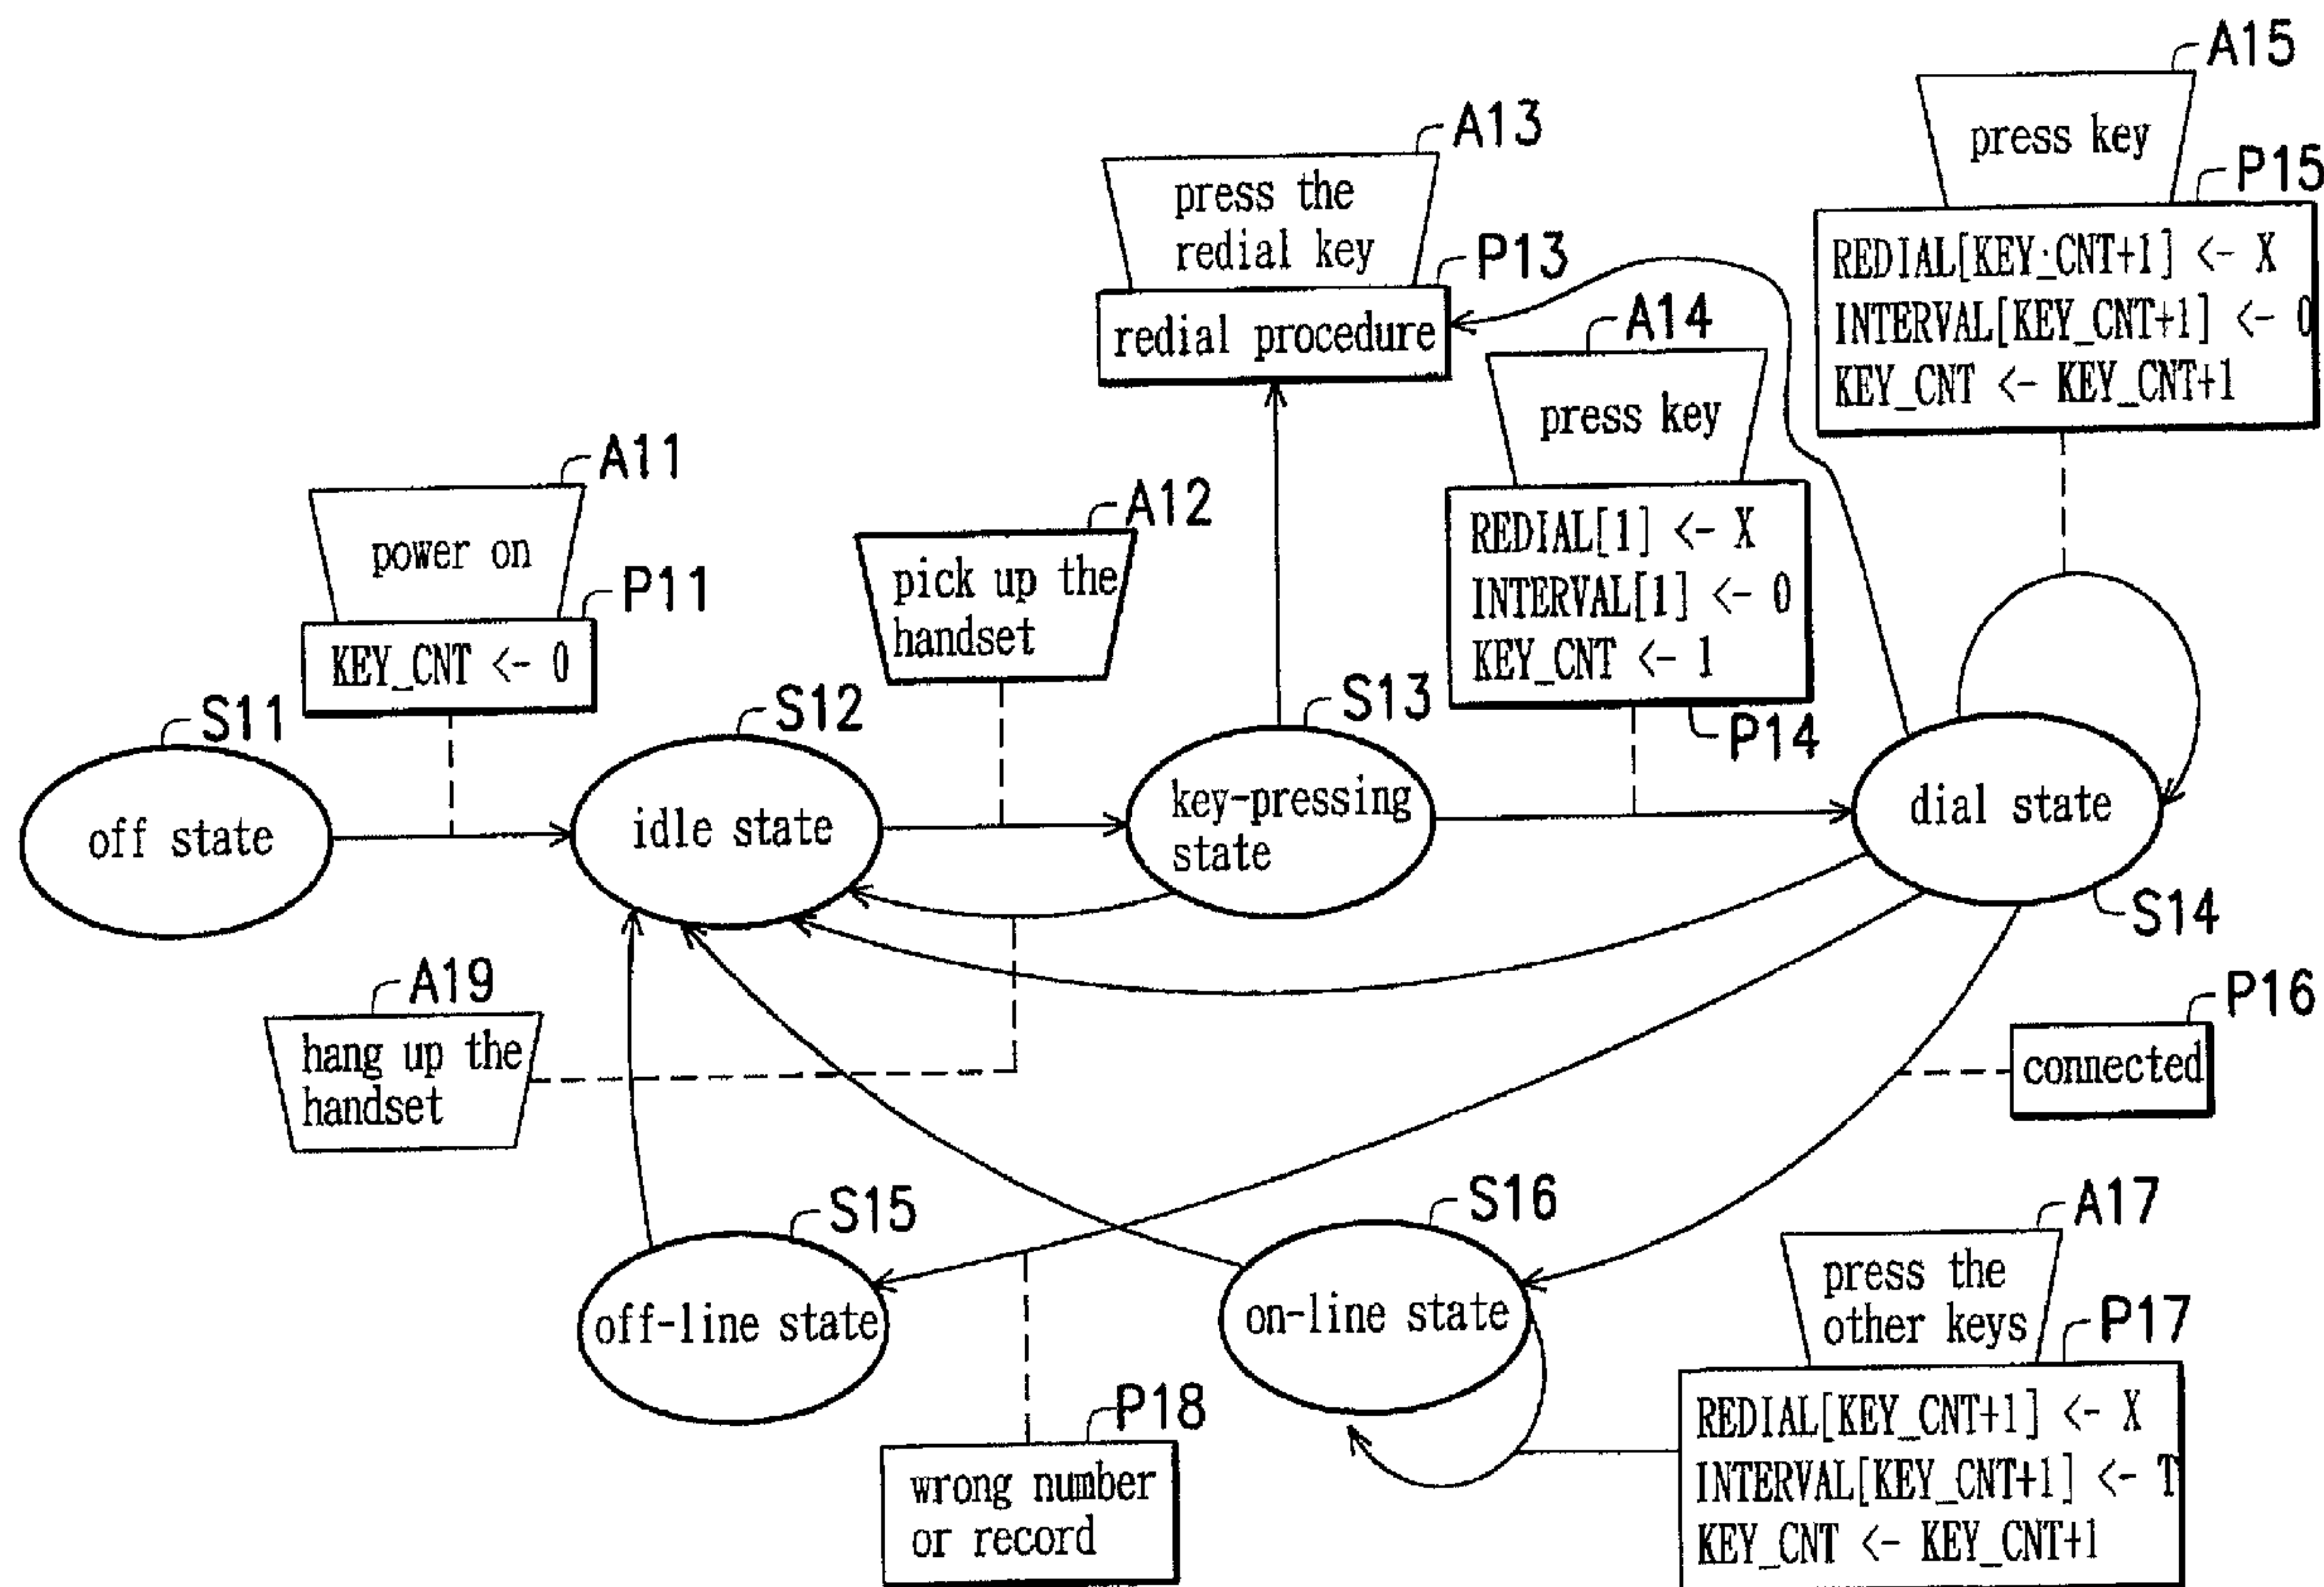 A15
press key
P15
REDIAL[KEY_CNT+1] <- X
INTERVAL[KEY_CNT+1] <- 0
KEY_CNT <- KEY_CNT+1
A13
press the
redial key
P13
redial procedure
A14
press key
REDIAL[1] <- X
INTERVAL[1] <- 0
KEY_CNT <- 1
P14
A11
power on
P11
KEY_CNT <- 0
A12
pick up the
handset
S11
off state
S12
idle state
S13
key-pressing
state
dial state
S14
A19
hang up the
handset
P16
connected
S15
off-line state
S16
on-line state
A17
press the
other keys
P17
REDIAL[KEY_CNT+1] <- X
INTERVAL[KEY_CNT+1] <- T
KEY_CNT <- KEY_CNT+1
P18
wrong number
or record